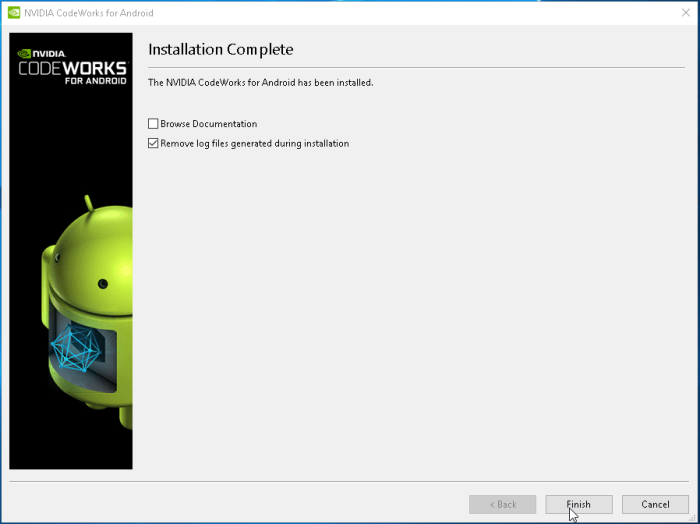 NVIDIA CodeWorks for Android
NVIDIA.
CODEWORKS
FOR ANDROID
Installation Complete
The NVIDIA CodeWorks for Android has been installed.
Browse Documentation
Remove log files generated during installation
< Back
Finish
Cancel